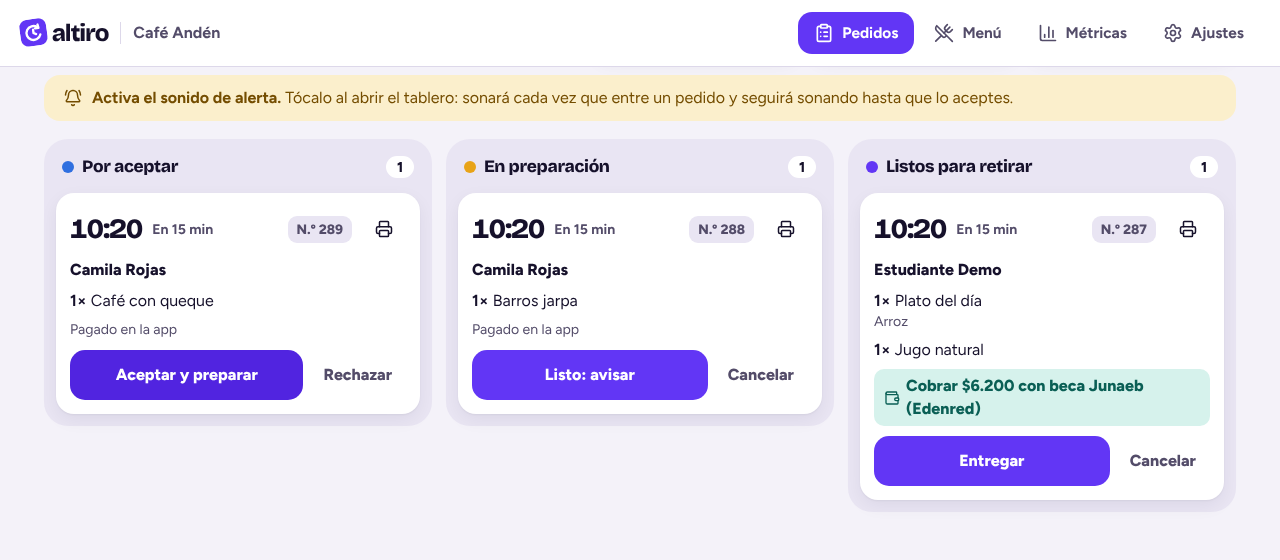 altiro
Café Andén
Pedidos
Menú
Métricas
Ajustes
Activa el sonido de alerta. Tócalo al abrir el tablero: sonará cada vez que entre un pedido y seguirá sonando hasta que lo aceptes.
Por aceptar
1
10:20 En 15 min N.º 289
Camila Rojas
1× Café con queque
Pagado en la app
Aceptar y preparar
Rechazar
En preparación
1
10:20 En 15 min N.º 288
Camila Rojas
1× Barros jarpa
Pagado en la app
Listo: avisar
Cancelar
Listos para retirar
1
10:20 En 15 min N.º 287
Estudiante Demo
1× Plato del día
Arroz
1× Jugo natural
Cobrar $6.200 con beca Junaeb
(Edenred)
Entregar
Cancelar